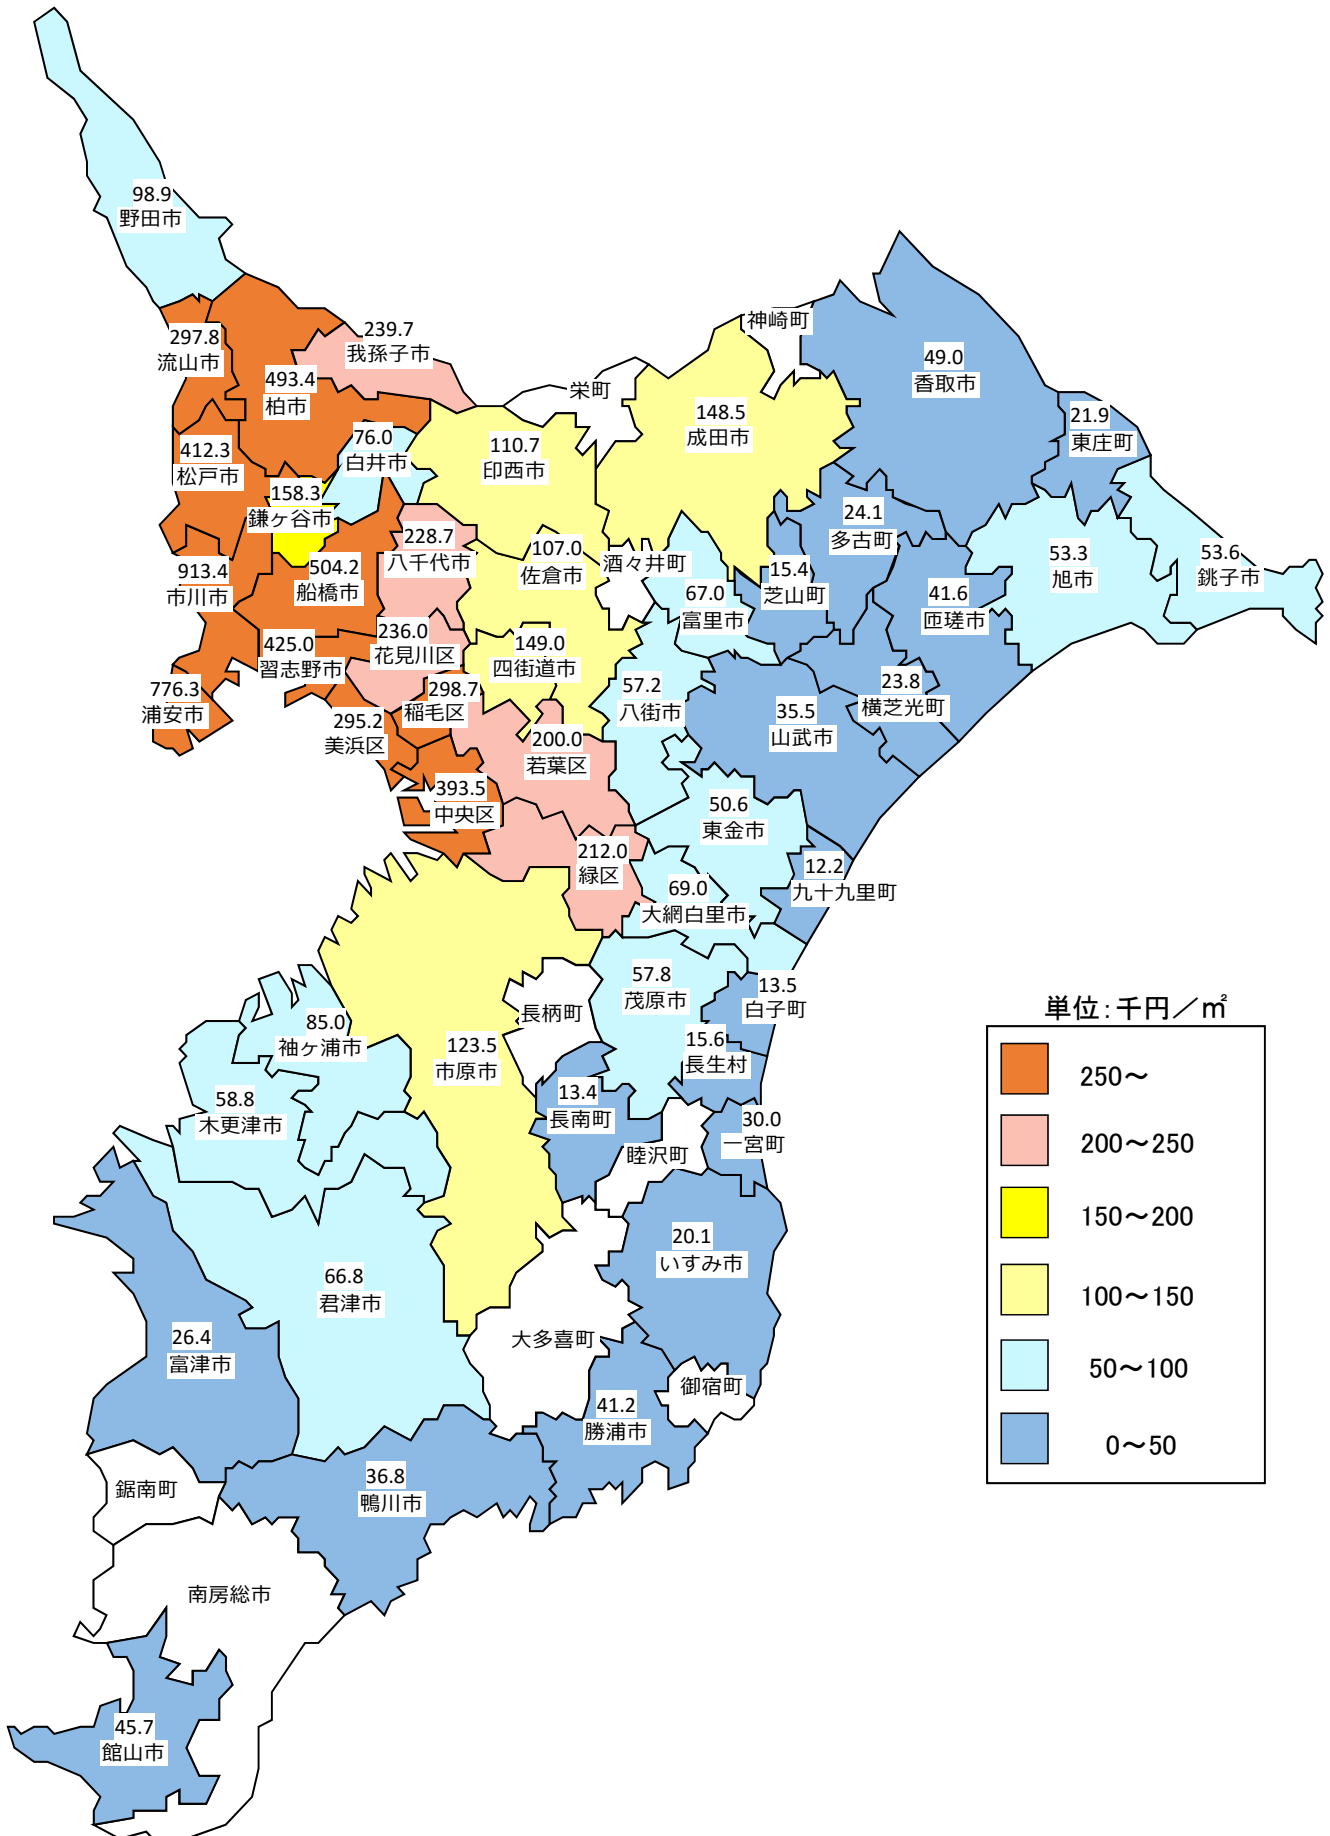 98.9
野田市
297.8
流山市
239.7
我孫子市
493.4
柏市
412.3
松戸市
76.0
白井市
158.3
鎌ヶ谷市
栄町
神崎町
148.5
成田市
49.0
香取市
21.9
東庄町
110.7
印西市
228.7
八千代市
107.0
佐倉市
酒々井町
24.1
多古町
15.4
芝山町
53.3
旭市
53.6
銚子市
913.4
市川市
504.2
船橋市
67.0
富里市
41.6
匝瑳市
425.0
習志野市
236.0
花見川区
149.0
四街道市
776.3
浦安市
298.7
稲毛区
295.2
美浜区
57.2
八街市
23.8
横芝光町
35.5
山武市
200.0
若葉区
393.5
中央区
50.6
東金市
212.0
緑区
12.2
九十九里町
69.0
大網白里市
57.8
茂原市
13.5
白子町
長柄町
85.0
袖ヶ浦市
123.5
市原市
15.6
長生村
58.8
木更津市
13.4
長南町
30.0
一宮町
睦沢町
20.1
いすみ市
66.8
君津市
26.4
富津市
大多喜町
御宿町
41.2
勝浦市
鋸南町
36.8
鴨川市
南房総市
45.7
館山市
単位：千円／㎡
250～
200～250
150～200
100～150
50～100
0～50